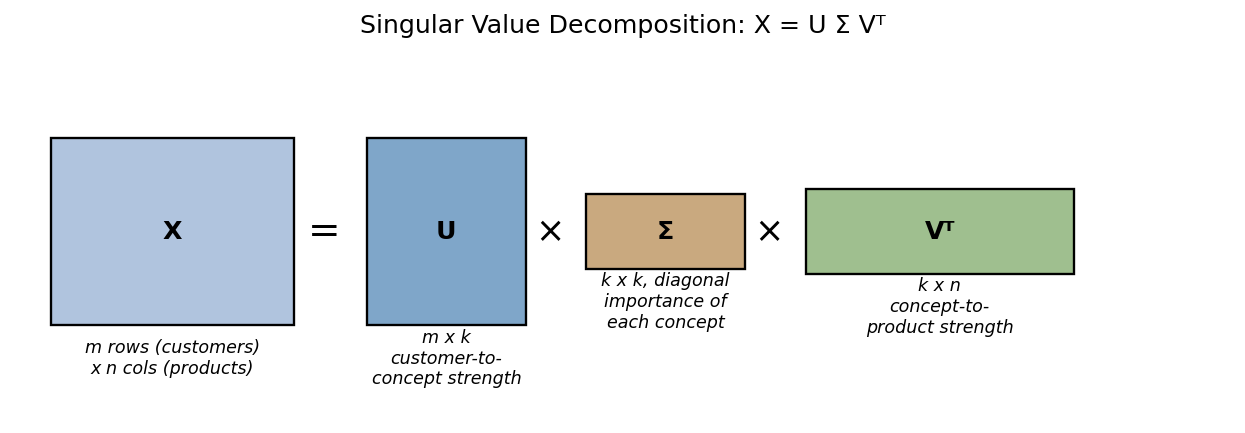 Singular Value Decomposition: X = U Σ Vᵀ
X
=
U
×
Σ
×
Vᵀ
m rows (customers)
x n cols (products)
m x k
customer-to-
concept strength
k x k, diagonal
importance of
each concept
k x n
concept-to-
product strength